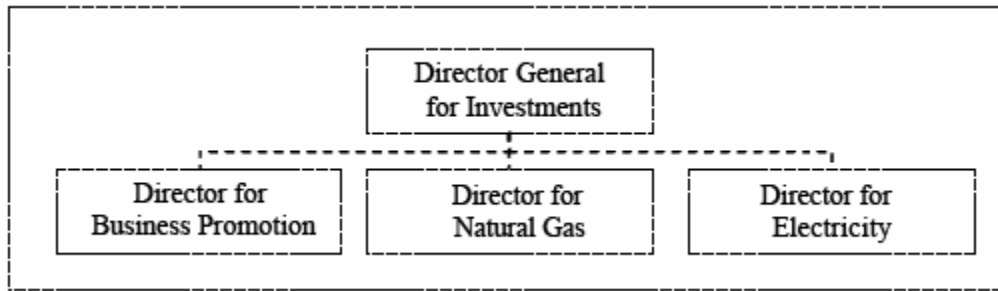 Director General
for Investments
Director for
Business Promotion
Director for
Natural Gas
Director for
Electricity